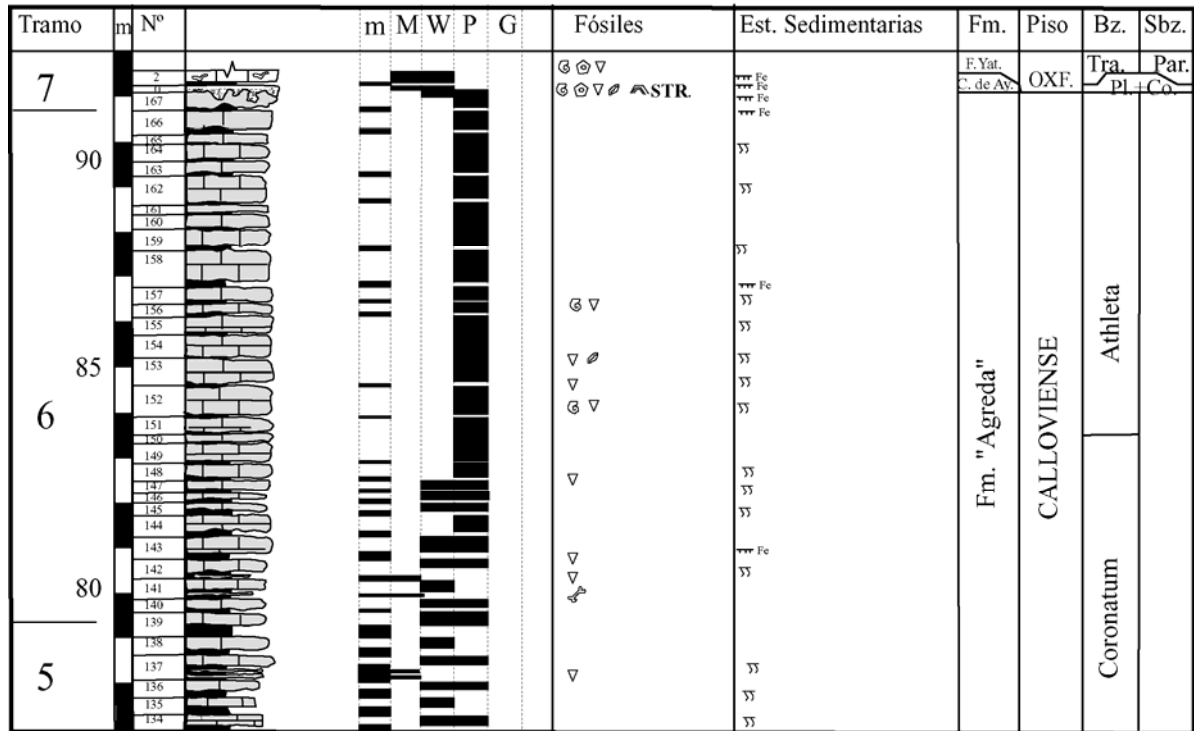 Tramo m Nº m M W P G Fósiles Est. Sedimentarias Fm. Piso Bz. Sbz.
F. Yat. Tra. Par.
7 2 Fe C. de Ay. OXF. Pl.-Co.
0 STR. Fe
167 Fe
166 Fe
165
90 164
163
162
161
160
159
158
157 Fe
156
155
154
85 153
152
6 151
150
149
148
147
146
145
144
143 Fe
142
80 141
140
139
138
5 137
136
135
134
Fm. "Agreda"
CALLOVIENSE
Athleta
Coronatum